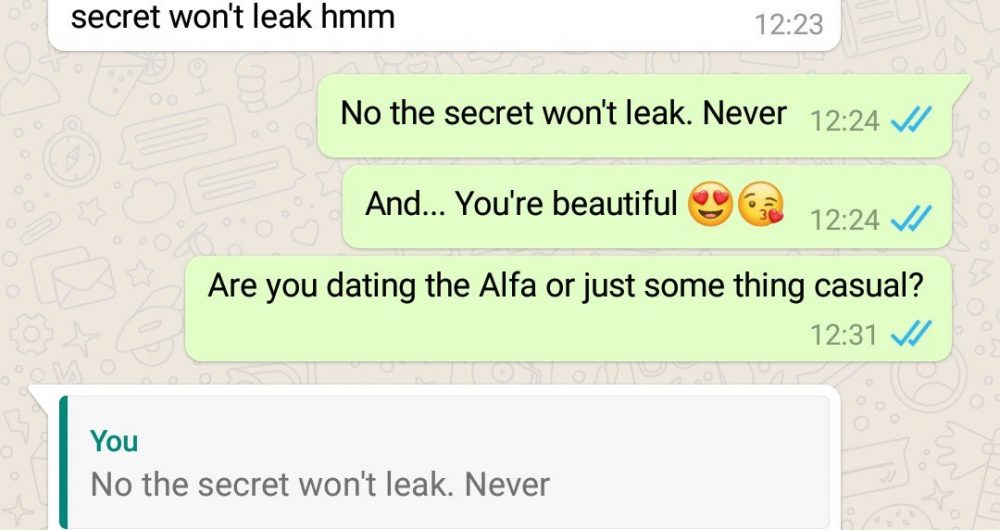 secret won't leak hmm
12:23
No the secret won't leak. Never 12:24
And... You're beautiful 😍😘 12:24
Are you dating the Alfa or just some thing casual?
12:31
You
No the secret won't leak. Never